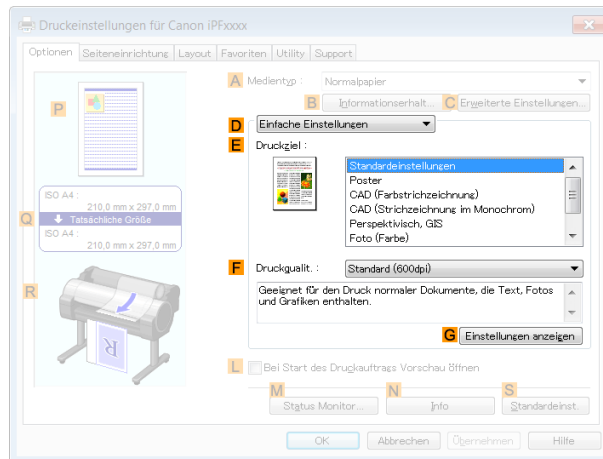 Druckeinstellungen für Canon iPFxxxx
Optionen Seiteneinrichtung Layout Favoriten Utility Support
A Medientyp : Normalpapier
P
B Informationserhalt... C Erweiterte Einstellungen...
D Einfache Einstellungen
E Druckziel :
Standardeinstellungen
Poster
CAD (Farbstrichzeichnung)
CAD (Strichzeichnung im Monochrom)
Perspektivisch, GIS
Foto (Farbe)
ISO A4 :
210,0 mm x 297,0 mm
Q Tatsächliche Größe
ISO A4 :
210,0 mm x 297,0 mm
F Druckqualit. : Standard (600dpi)
R
Geeignet für den Druck normaler Dokumente, die Text, Fotos
und Grafiken enthalten.
G Einstellungen anzeigen
L Bei Start des Druckauftrags Vorschau öffnen
M N S
Status Monitor... Info Standardeinst.
OK Abbrechen Übernehmen Hilfe